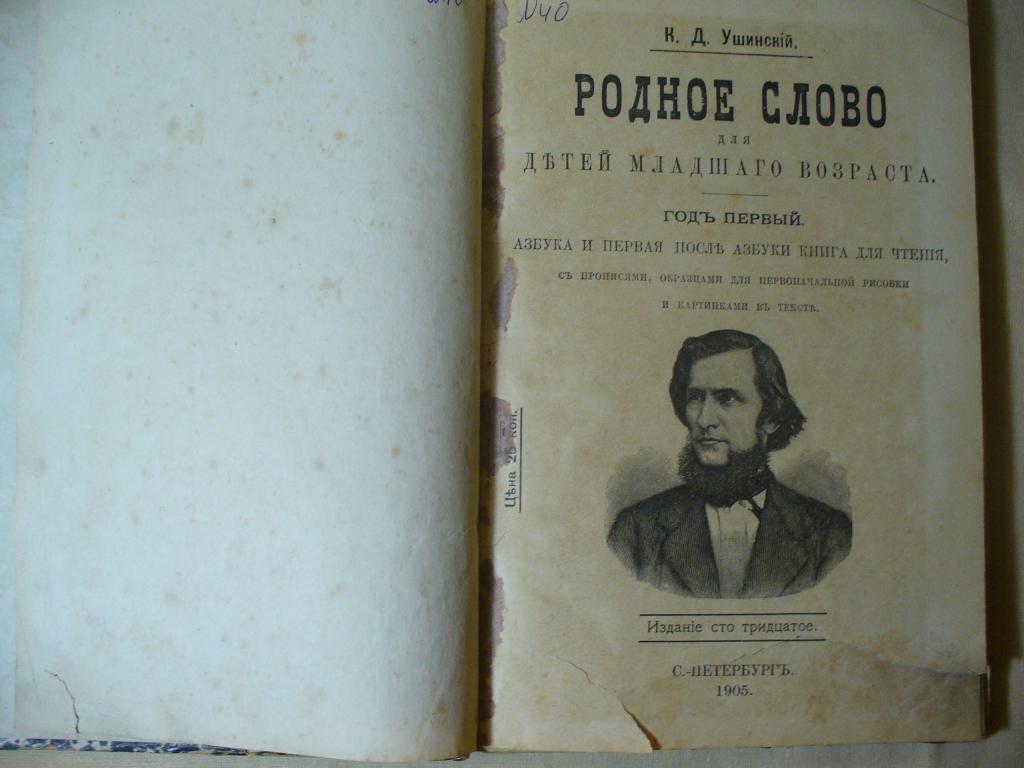 №40
К. Д. Ушинскій.
РОДНОЕ СЛОВО
для
ДѢТЕЙ МЛАДШАГО ВОЗРАСТА.
ГОДЪ ПЕРВЫЙ.
АЗБУКА И ПЕРВАЯ ПОСЛѢ АЗБУКИ КНИГА ДЛЯ ЧТЕНІЯ,
СЪ ПРОПИСЯМИ, ОБРАЗЦАМИ ДЛЯ ПЕРВОНАЧАЛЬНОЙ РИСОВКИ
И КАРТИНКАМИ ВЪ ТЕКСТѢ.
Цѣна 25 коп.
Изданіе сто тридцатое.
С.-ПЕТЕРБУРГЪ.
1905.